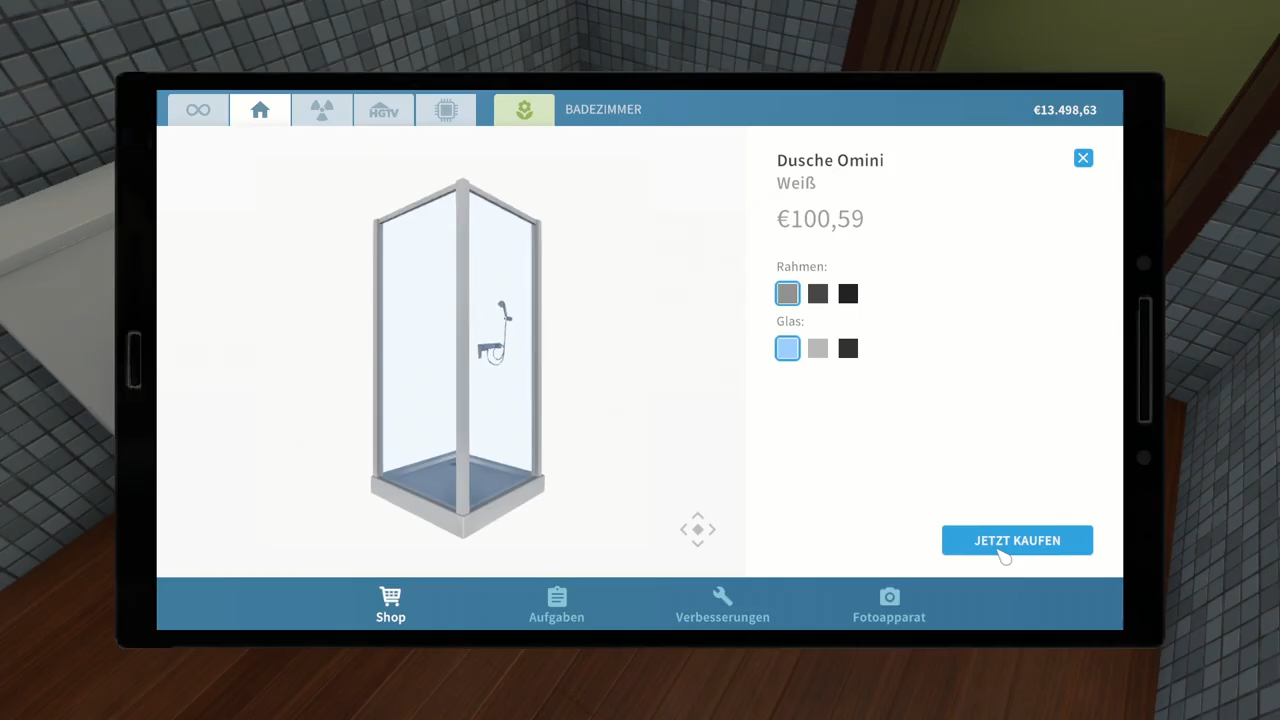 HGTV
BADEZIMMER
€13.498,63
Dusche Omini
Weiß
€100,59
Rahmen:
Glas:
JETZT KAUFEN
Shop
Aufgaben
Verbesserungen
Fotoapparat